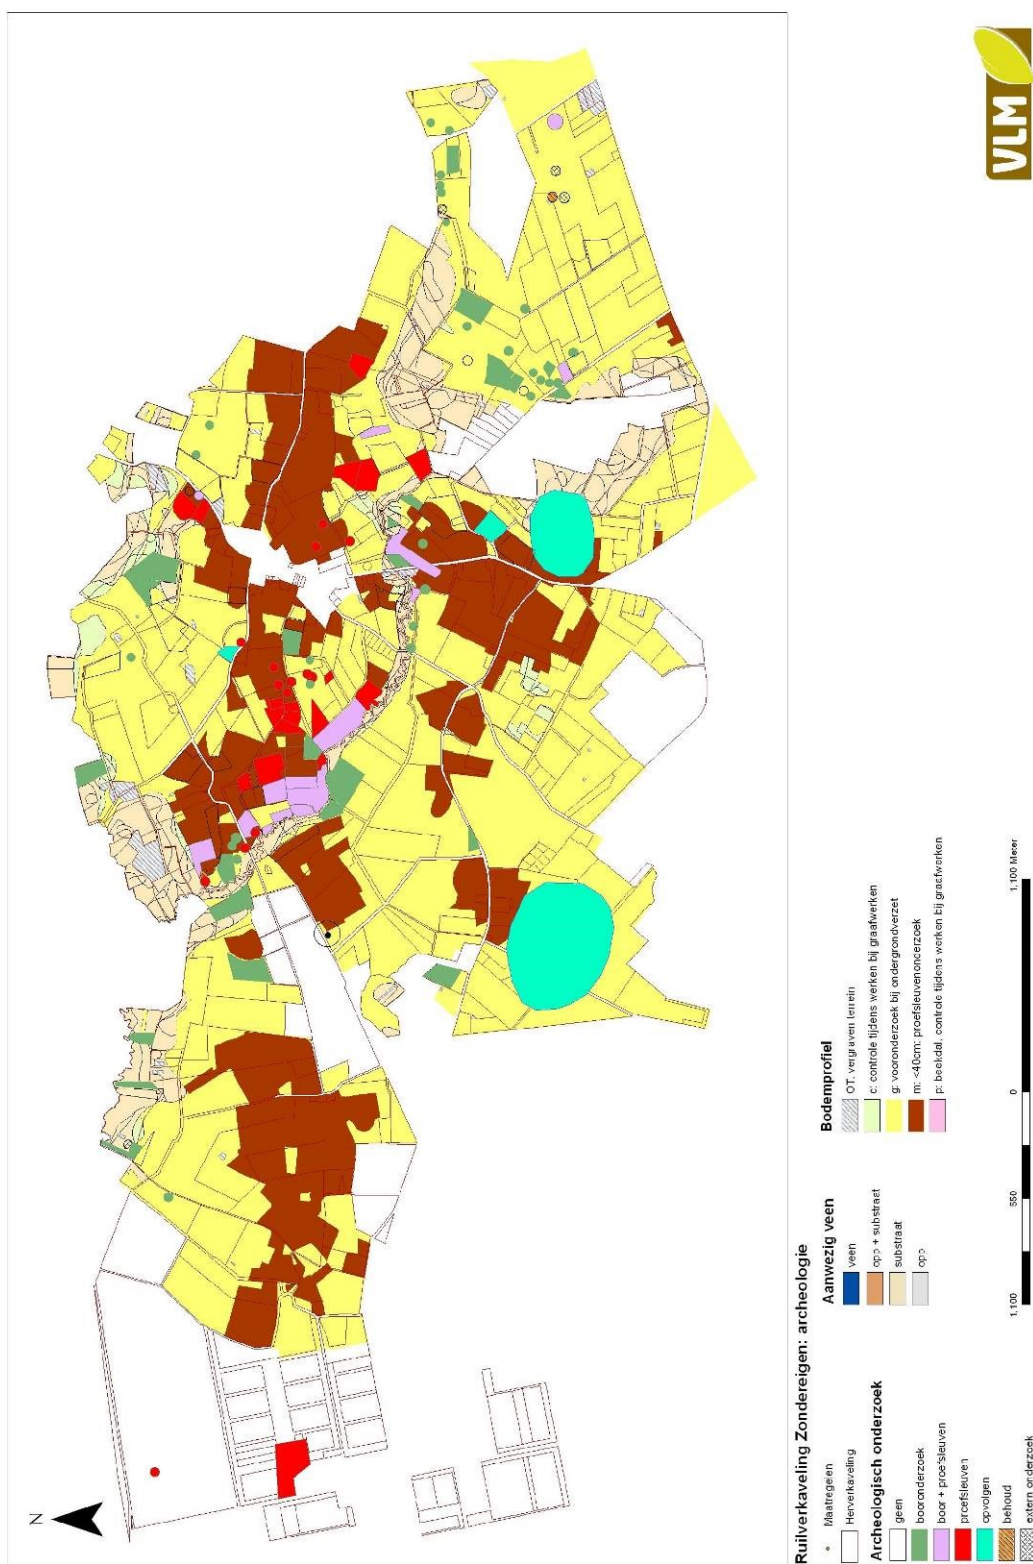 VLM
N
Ruilverkaveling Zondereigen: archeologie
Maatregelen
Herverkaveling
Archeologisch onderzoek
geen
booronderzoek
boor + proefsleuven
proefsleuven
opvolgen
behoud
extern onderzoek
Aanwezig veen
veen
opp + substraat
substraat
opp
Bodemprofiel
OT, vergraven terrein
c: controle tijdens werken bij graafwerken
g: vooronderzoek bij ondergrondverzet
m: <40cm: proefsleuvenonderzoek
p: beekdal, controle tijdens werken bij graafwerken
1.100 550 0 1.100 Meter